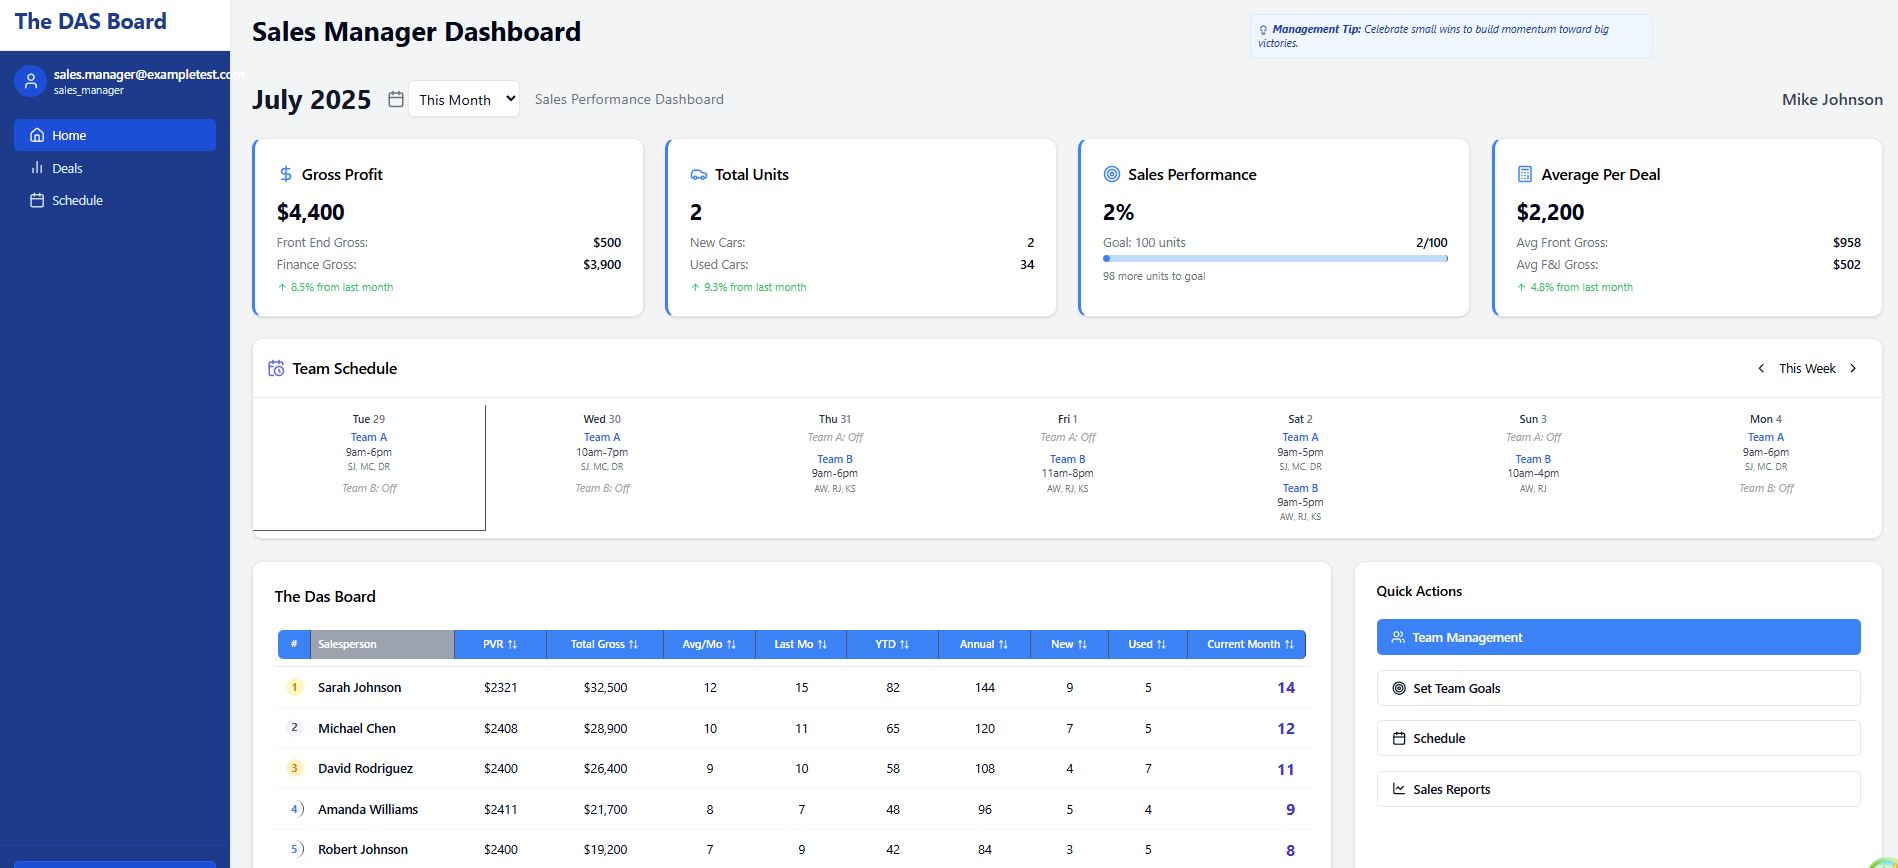 The DAS Board
sales.manager@exampletest.com
sales_manager
Home
Deals
Schedule
Sales Manager Dashboard
Management Tip: Celebrate small wins to build momentum toward big
victories.
July 2025 This Month Sales Performance Dashboard Mike Johnson
Gross Profit
$4,400
Front End Gross: $500
Finance Gross: $3,900
↑ 8.5% from last month
Total Units
2
New Cars: 2
Used Cars: 34
↑ 9.3% from last month
Sales Performance
2%
Goal: 100 units 2/100
98 more units to goal
Average Per Deal
$2,200
Avg Front Gross: $958
Avg F&I Gross: $502
↑ 4.8% from last month
Team Schedule
This Week
Tue 29
Team A
9am-6pm
SJ, MC, DR
Team B: Off
Wed 30
Team A
10am-7pm
SJ, MC, DR
Team B: Off
Thu 31
Team A: Off
Team B
9am-6pm
AW, RJ, KS
Fri 1
Team A: Off
Team B
11am-8pm
AW, RJ, KS
Sat 2
Team A
9am-5pm
SJ, MC, DR
Team B
9am-5pm
AW, RJ, KS
Sun 3
Team A: Off
Team B
10am-4pm
AW, RJ
Mon 4
Team A
9am-6pm
SJ, MC, DR
Team B: Off
The Das Board
# Salesperson PVR ↑↓ Total Gross ↑↓ Avg/Mo ↑↓ Last Mo ↑↓ YTD ↑↓ Annual ↑↓ New ↑↓ Used ↑↓ Current Month ↑↓
1 Sarah Johnson $2321 $32,500 12 15 82 144 9 5 14
2 Michael Chen $2408 $28,900 10 11 65 120 7 5 12
3 David Rodriguez $2400 $26,400 9 10 58 108 4 7 11
4 Amanda Williams $2411 $21,700 8 7 48 96 5 4 9
5 Robert Johnson $2400 $19,200 7 9 42 84 3 5 8
Quick Actions
Team Management
Set Team Goals
Schedule
Sales Reports